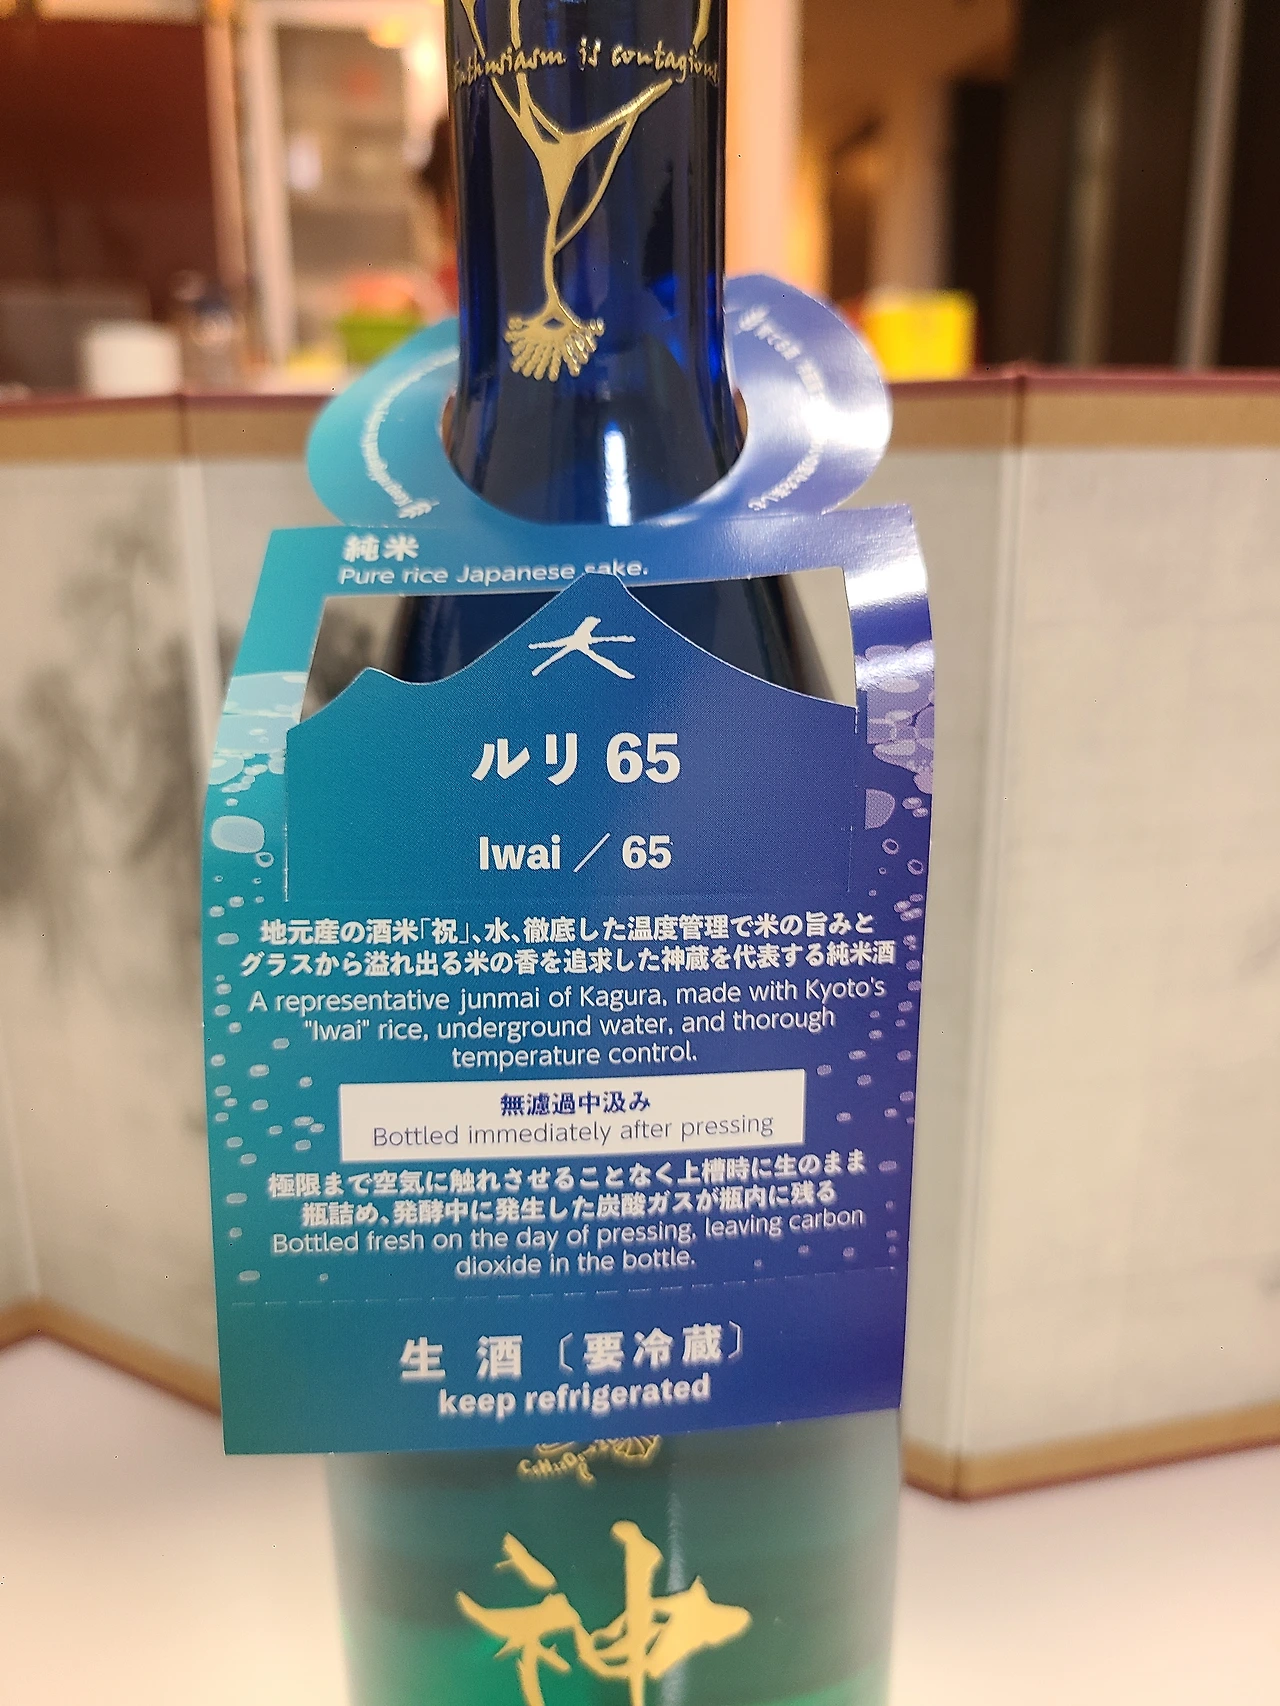 Enthusiasm is contagious
純米
Pure rice Japanese sake.
大
ルリ 65
Iwai ／ 65
地元産の酒米「祝」、水、徹底した温度管理で米の旨みと
グラスから溢れ出る米の香を追求した神蔵を代表する純米酒
A representative junmai of Kagura, made with Kyoto's
"Iwai" rice, underground water, and thorough
temperature control.
無濾過中汲み
Bottled immediately after pressing
極限まで空気に触れさせることなく上槽時に生のまま
瓶詰め、発酵中に発生した炭酸ガスが瓶内に残る
Bottled fresh on the day of pressing, leaving carbon
dioxide in the bottle.
生 酒〔要冷蔵〕
keep refrigerated
神